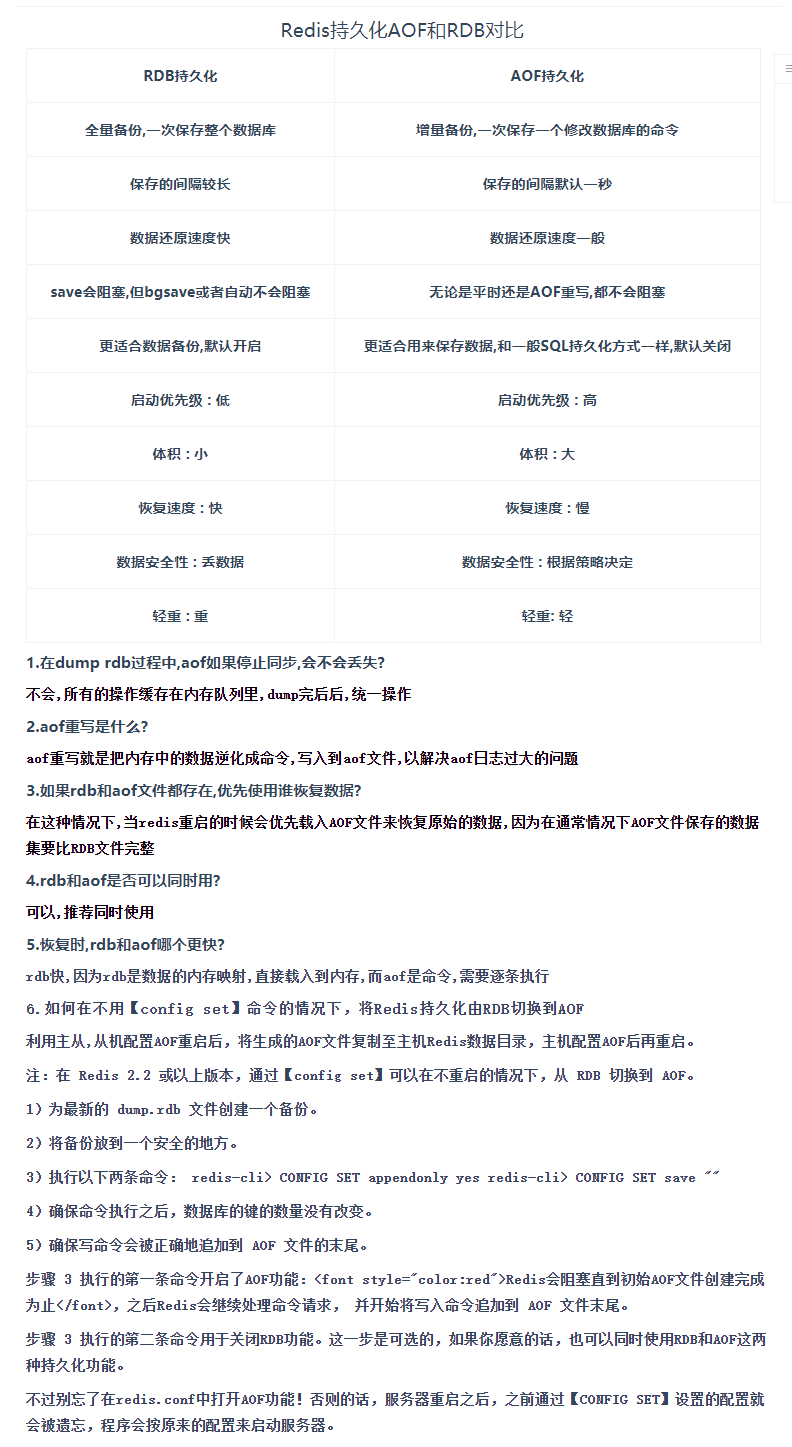 Redis持久化AOF和RDB对比
RDB持久化 AOF持久化
全量备份,一次保存整个数据库 增量备份,一次保存一个修改数据库的命令
保存的间隔较长 保存的间隔默认一秒
数据还原速度快 数据还原速度一般
save会阻塞,但bgsave或者自动不会阻塞 无论是平时还是AOF重写,都不会阻塞
更适合数据备份,默认开启 更适合用来保存数据,和一般SQL持久化方式一样,默认关闭
启动优先级 : 低 启动优先级 : 高
体积 : 小 体积 : 大
恢复速度 : 快 恢复速度 : 慢
数据安全性 : 丢数据 数据安全性 : 根据策略决定
轻重 : 重 轻重: 轻
1.在dump rdb过程中,aof如果停止同步,会不会丢失?
不会,所有的操作缓存在内存队列里,dump完后后,统一操作
2.aof重写是什么?
aof重写就是把内存中的数据逆化成命令,写入到aof文件,以解决aof日志过大的问题
3.如果rdb和aof文件都存在,优先使用谁恢复数据?
在这种情况下,当redis重启的时候会优先载入AOF文件来恢复原始的数据,因为在通常情况下AOF文件保存的数据
集要比RDB文件完整
4.rdb和aof是否可以同时用?
可以,推荐同时使用
5.恢复时,rdb和aof哪个更快?
rdb快,因为rdb是数据的内存映射,直接载入到内存,而aof是命令,需要逐条执行
6.如何在不用【config set】命令的情况下，将Redis持久化由RDB切换到AOF
利用主从,从机配置AOF重启后，将生成的AOF文件复制至主机Redis数据目录，主机配置AOF后再重启。
注：在 Redis 2.2 或以上版本，通过【config set】可以在不重启的情况下，从 RDB 切换到 AOF。
1）为最新的 dump.rdb 文件创建一个备份。
2）将备份放到一个安全的地方。
3）执行以下两条命令： redis-cli> CONFIG SET appendonly yes redis-cli> CONFIG SET save ""
4）确保命令执行之后，数据库的键的数量没有改变。
5）确保写命令会被正确地追加到 AOF 文件的末尾。
步骤 3 执行的第一条命令开启了AOF功能：<font style="color:red">Redis会阻塞直到初始AOF文件创建完成
为止</font>，之后Redis会继续处理命令请求， 并开始将写入命令追加到 AOF 文件末尾。
步骤 3 执行的第二条命令用于关闭RDB功能。这一步是可选的，如果你愿意的话，也可以同时使用RDB和AOF这两
种持久化功能。
不过别忘了在redis.conf中打开AOF功能！否则的话，服务器重启之后，之前通过【CONFIG SET】设置的配置就
会被遗忘，程序会按原来的配置来启动服务器。